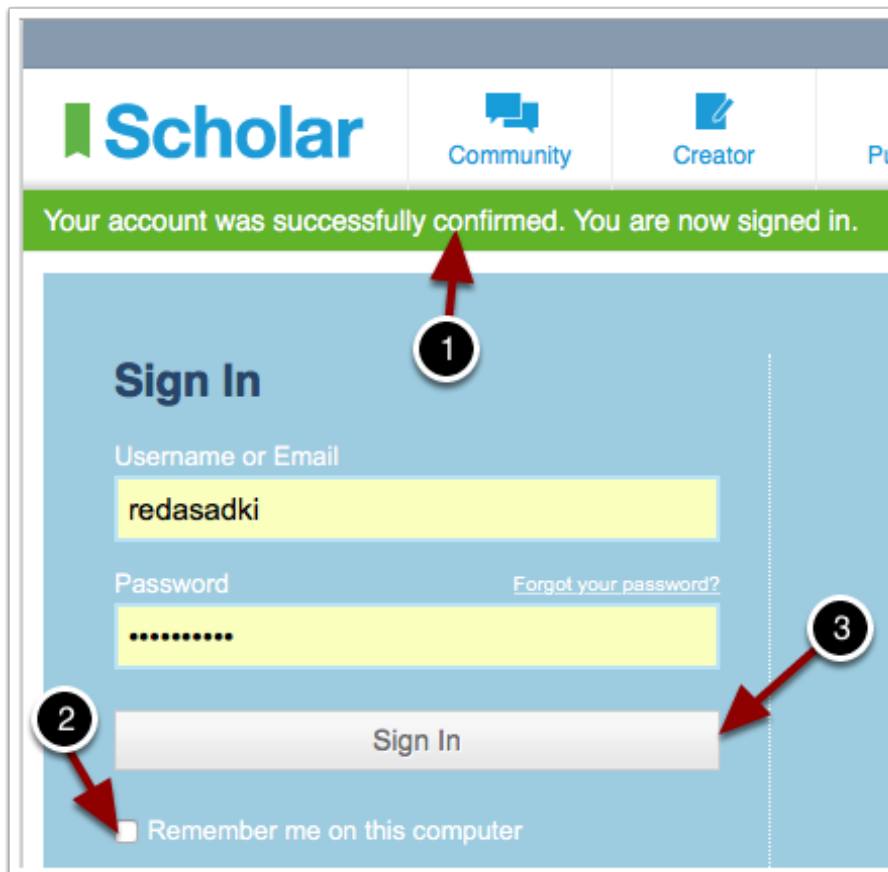 Scholar
Community
Creator
Your account was successfully confirmed. You are now signed in.
1
Sign In
Username or Email
redasadki
Password
Forgot your password?
••••••••••
3
2
Sign In
Remember me on this computer